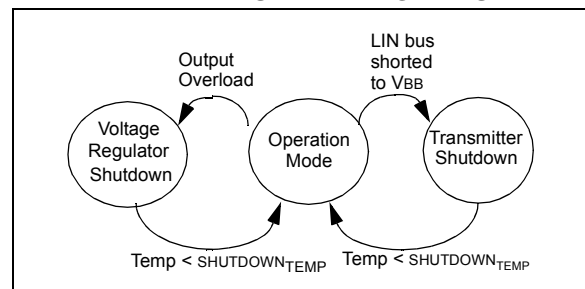 Output
Overload
LIN bus
shorted
to VBB
Voltage
Regulator
Shutdown
Operation
Mode
Transmitter
Shutdown
Temp < SHUTDOWNTEMP
Temp < SHUTDOWNTEMP